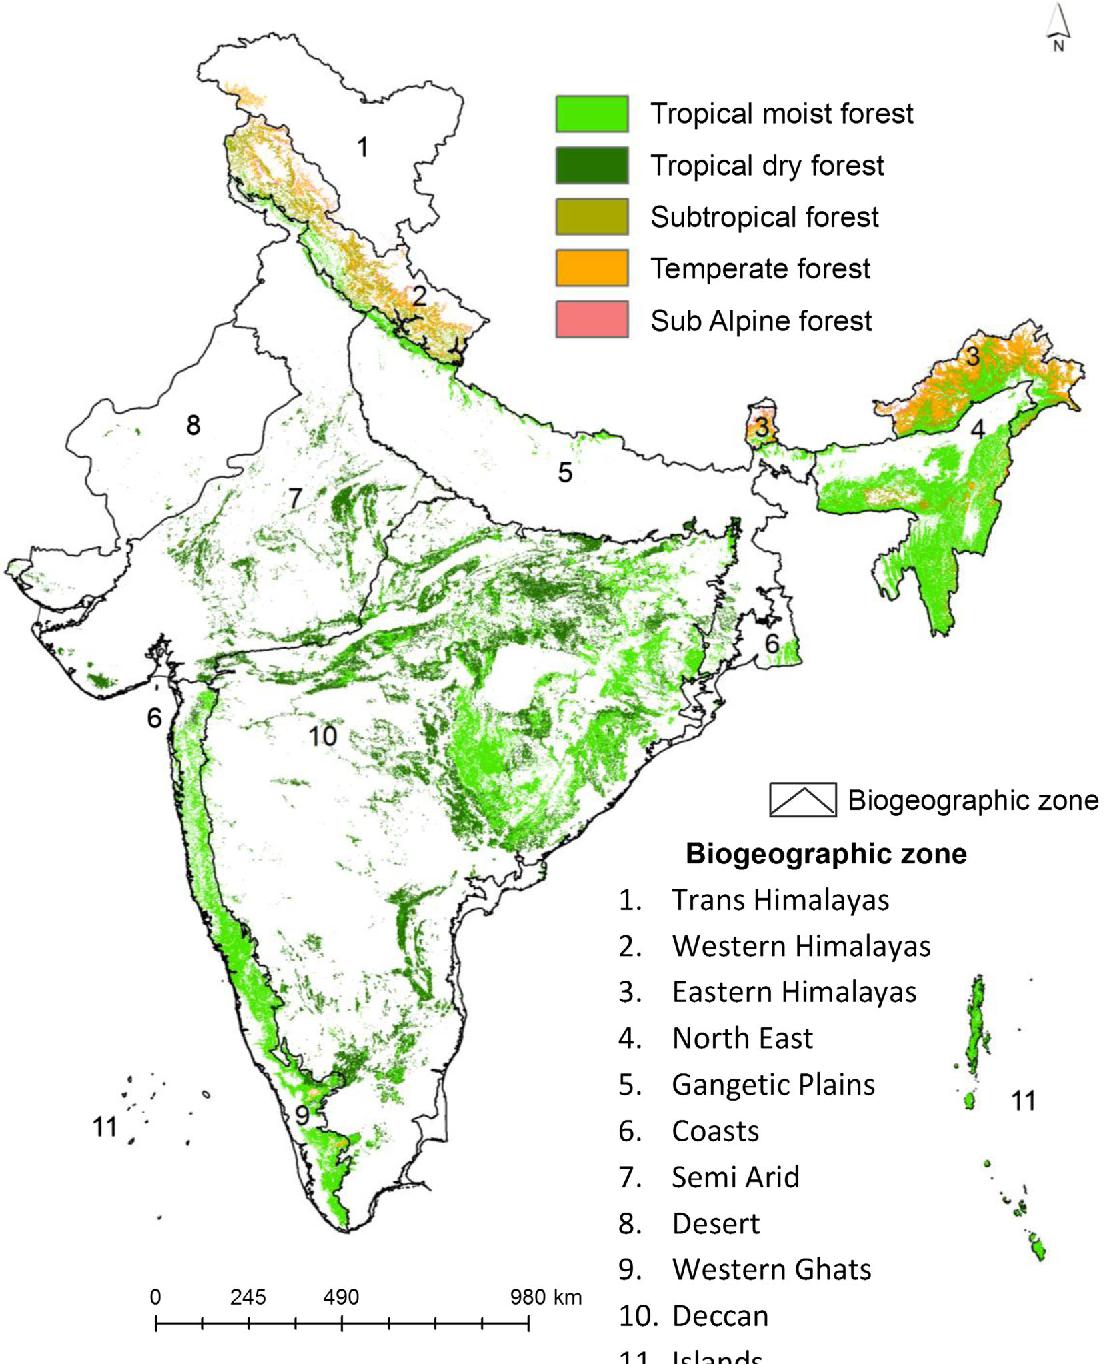 N
Tropical moist forest
Tropical dry forest
Subtropical forest
Temperate forest
Sub Alpine forest
1
2
3
3
4
8
5
7
6
6
10
9
11
11
Biogeographic zone
Biogeographic zone
1. Trans Himalayas
2. Western Himalayas
3. Eastern Himalayas
4. North East
5. Gangetic Plains
6. Coasts
7. Semi Arid
8. Desert
9. Western Ghats
10. Deccan
11 Islands
0 245 490 980 km